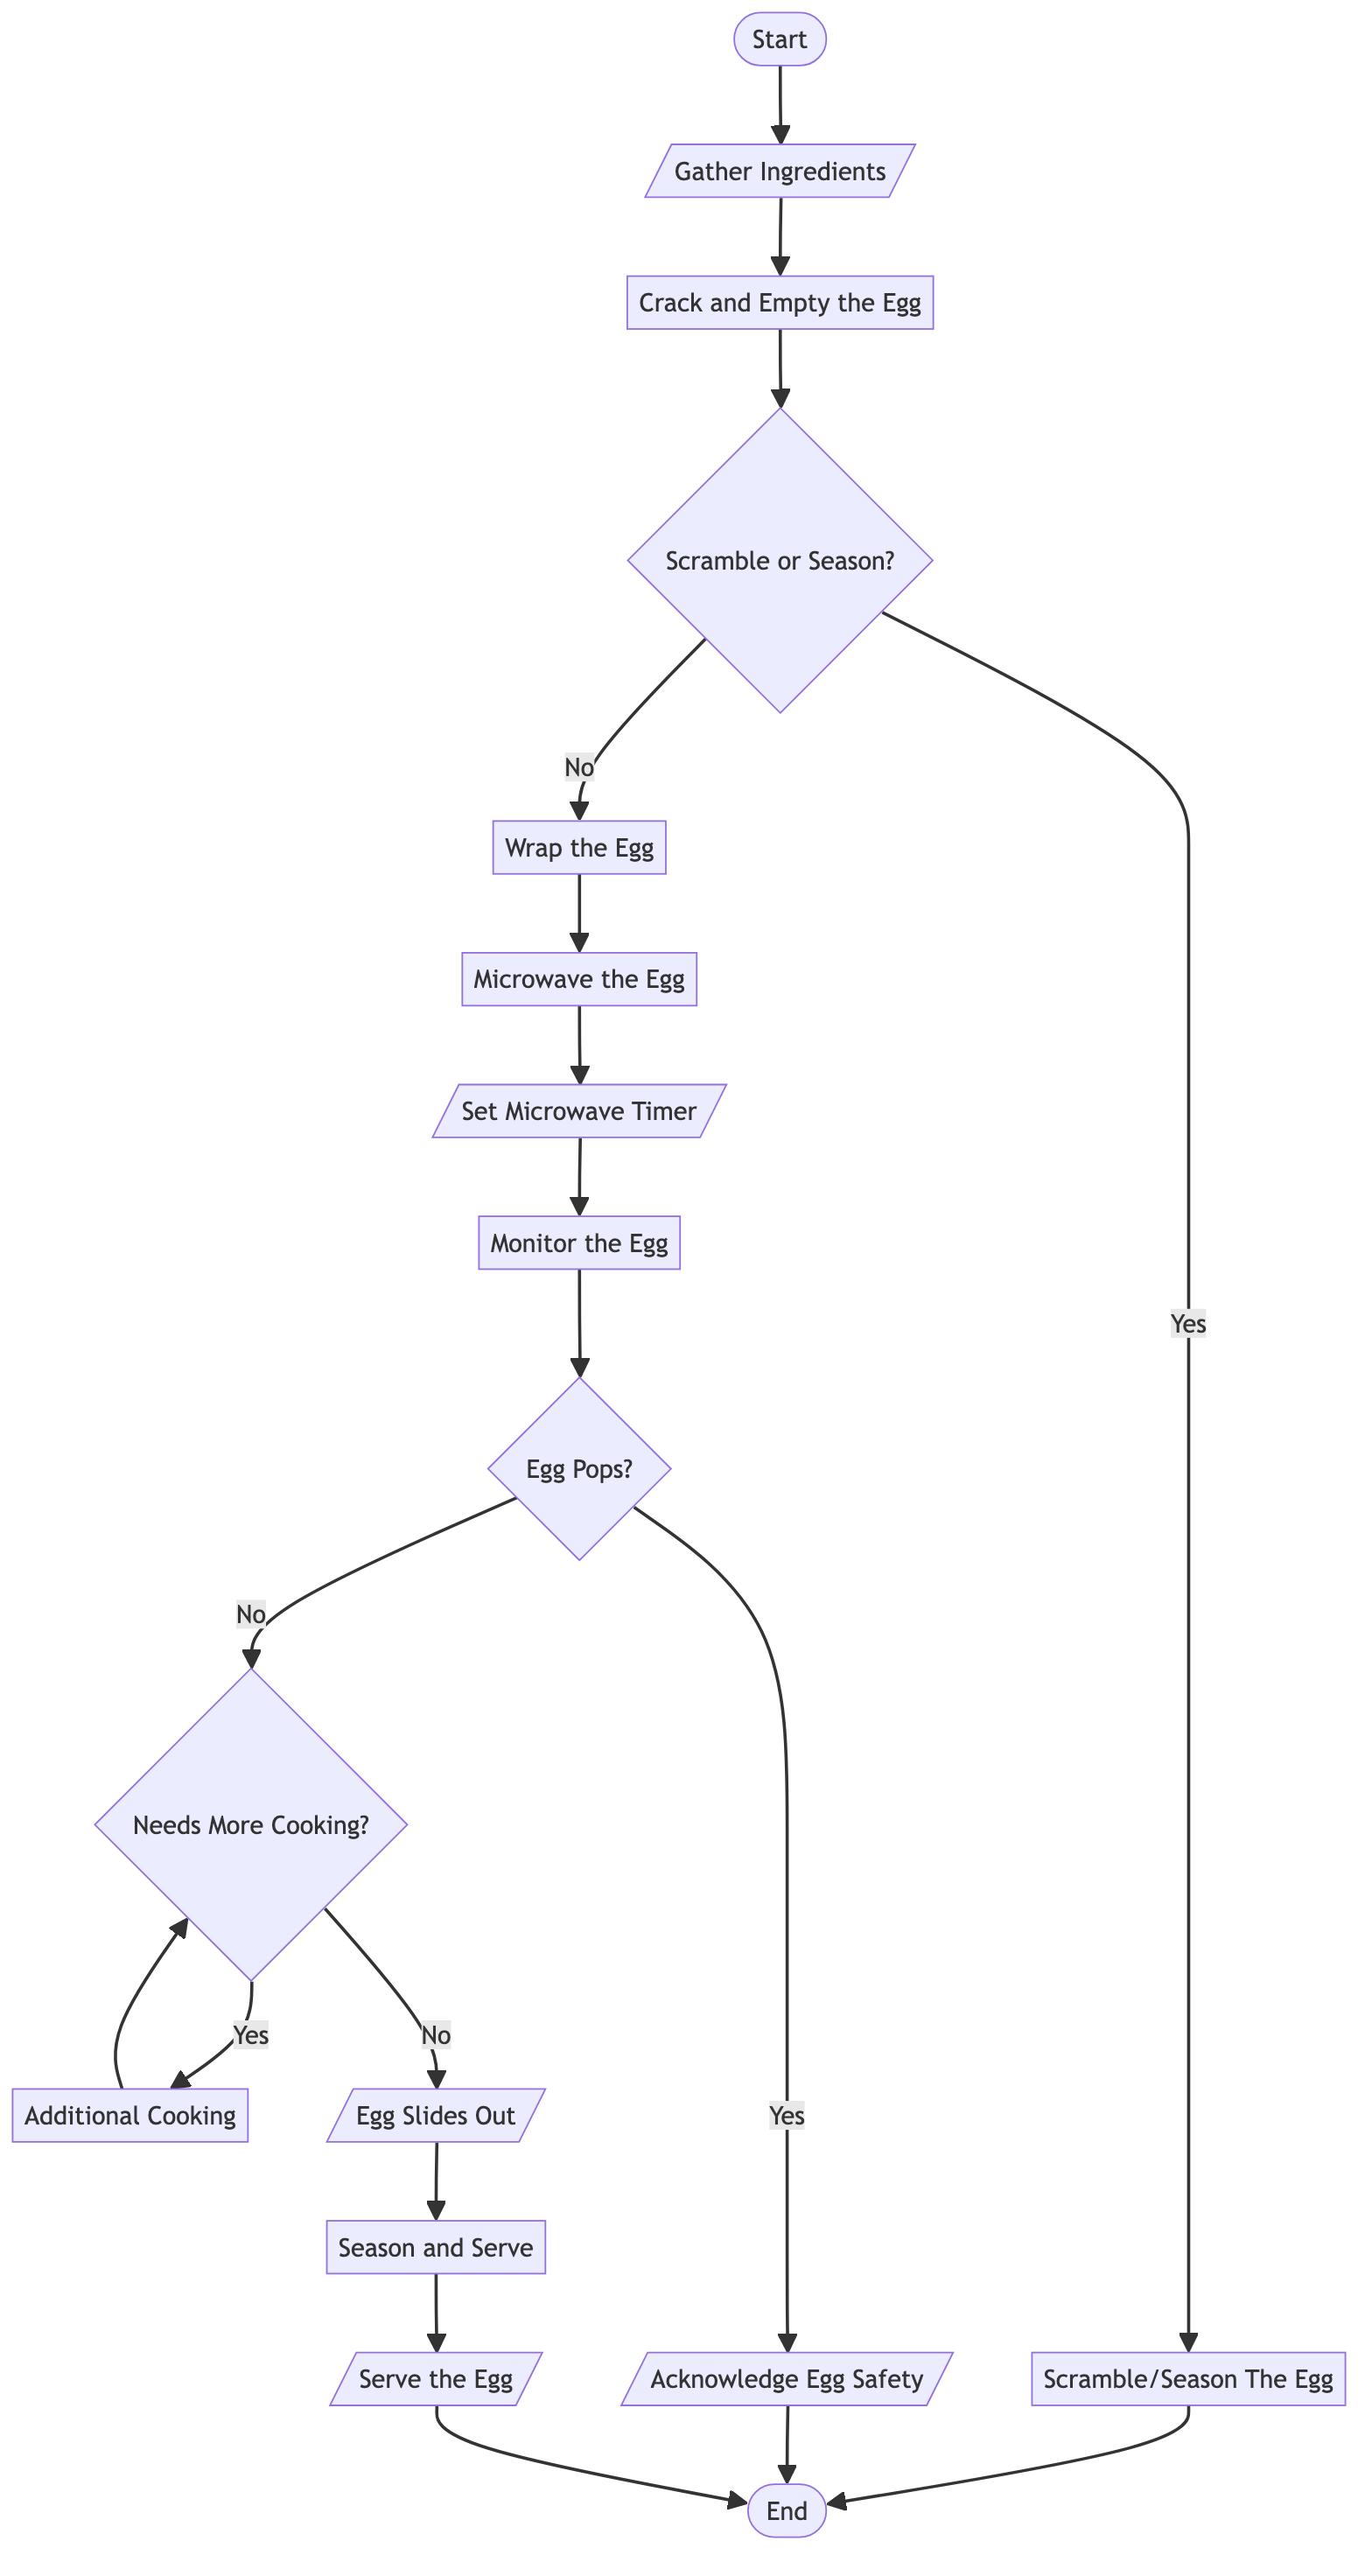 Start
Gather Ingredients
Crack and Empty the Egg
Scramble or Season?
No
Wrap the Egg
Microwave the Egg
Set Microwave Timer
Monitor the Egg
Yes
Egg Pops?
No
Needs More Cooking?
Yes
No
Additional Cooking
Egg Slides Out
Yes
Season and Serve
Serve the Egg
Acknowledge Egg Safety
Scramble/Season The Egg
End